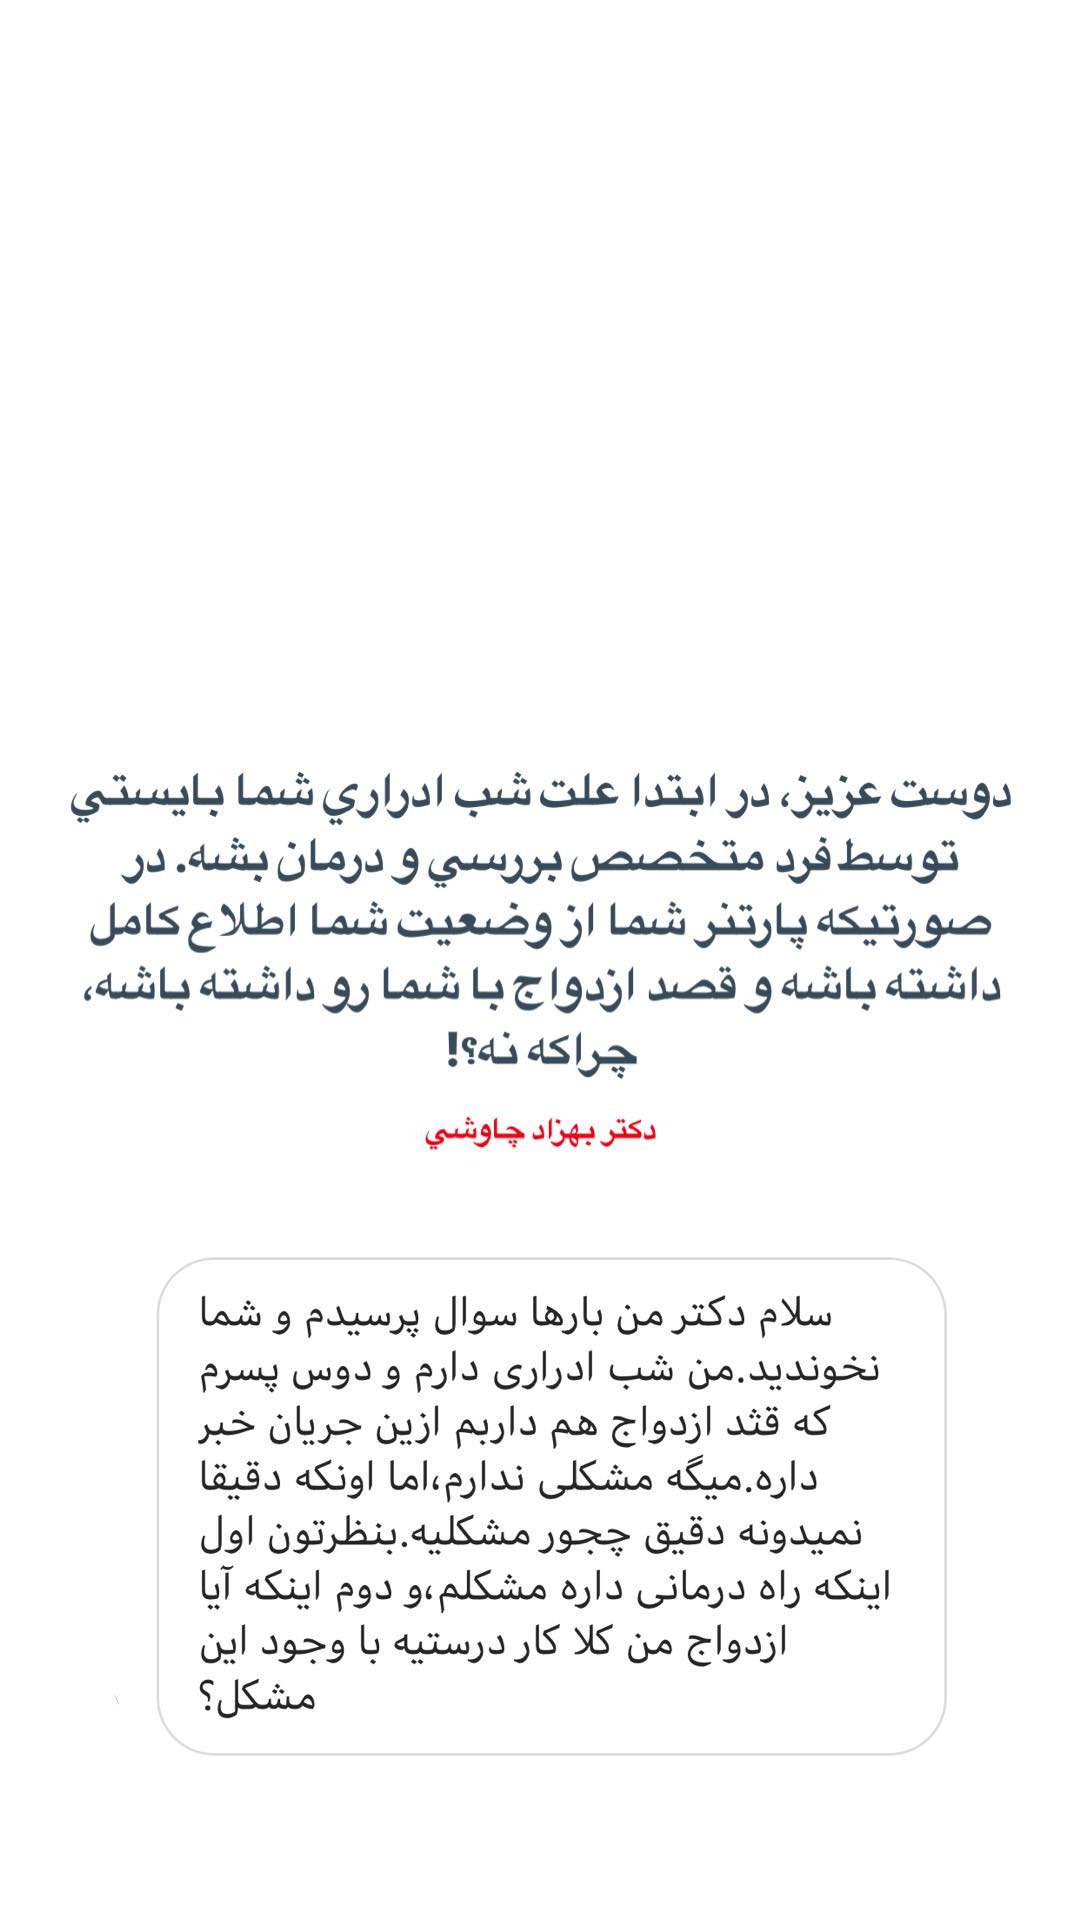 دوست عزيز، در ابتدا علت شب ادراري شما بايستي
توسط فرد متخصص بررسي و درمان بشه. در
صورتيكه پارتنر شما از وضعيت شما اطلاع كامل
داشته باشه و قصد ازدواج با شما رو داشته باشه،
چراكه نه؟!
دكتر بهزاد چاوشي
سلام دکتر من بارها سوال پرسیدم و شما
نخوندید.من شب ادراری دارم و دوس پسرم
که قثد ازدواج هم داربم ازین جریان خبر
داره.میگه مشکلی ندارم،اما اونکه دقیقا
نمیدونه دقیق چجور مشکلیه.بنظرتون اول
اینکه راه درمانی داره مشکلم،و دوم اینکه آیا
ازدواج من کلا کار درستیه با وجود این
مشکل؟